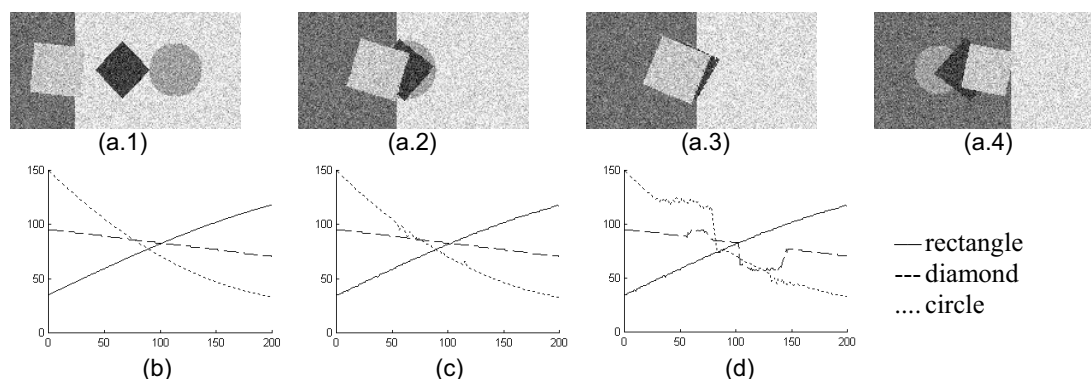 (a.1) (a.2) (a.3) (a.4)
150 150 150
100 100 100
50 50 50
0 0 0
0 50 100 150 200 0 50 100 150 200 0 50 100 150 200
(b) (c) (d)
rectangle
diamond
circle